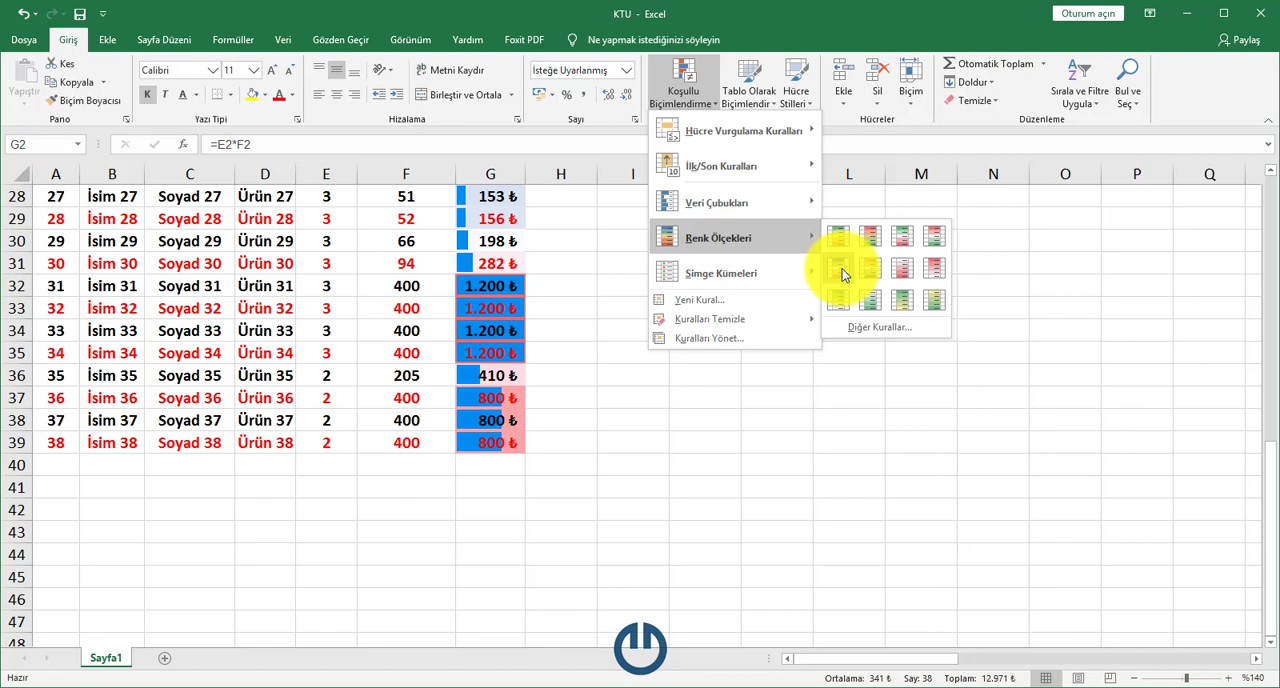 KTU - Excel
Oturum açın
Dosya Giriş Ekle Sayfa Düzeni Formüller Veri Gözden Geçir Görünüm Yardım Foxit PDF Ne yapmak istediğinizi söyleyin Paylaş
Yapıştır
Kes
Kopyala
Biçim Boyacısı
Pano
Calibri 11
K T A A
Yazı Tipi
Metni Kaydır
Birleştir ve Ortala
Hizalama
İsteğe Uyarlanmış
Sayı
Koşullu
Biçimlendirme
Tablo Olarak
Biçimlendir
Hücre
Stilleri
Ekle Sil Biçim
Hücreler
Otomatik Toplam
Doldur
Temizle
Sırala ve Filtre
Uygula
Bul ve
Seç
Düzenleme
G2 fx =E2*F2
Hücre Vurgulama Kuralları
İlk/Son Kuralları
Veri Çubukları
Renk Ölçekleri
Simge Kümeleri
Yeni Kural...
Kuralları Temizle
Kuralları Yönet...
Diğer Kurallar...
A B C D E F G H I L M N O P Q
28 27 İsim 27 Soyad 27 Ürün 27 3 51 153 ₺
29 28 İsim 28 Soyad 28 Ürün 28 3 52 156 ₺
30 29 İsim 29 Soyad 29 Ürün 29 3 66 198 ₺
31 30 İsim 30 Soyad 30 Ürün 30 3 94 282 ₺
32 31 İsim 31 Soyad 31 Ürün 31 3 400 1.200 ₺
33 32 İsim 32 Soyad 32 Ürün 32 3 400 1.200 ₺
34 33 İsim 33 Soyad 33 Ürün 33 3 400 1.200 ₺
35 34 İsim 34 Soyad 34 Ürün 34 3 400 1.200 ₺
36 35 İsim 35 Soyad 35 Ürün 35 2 205 410 ₺
37 36 İsim 36 Soyad 36 Ürün 36 2 400 800 ₺
38 37 İsim 37 Soyad 37 Ürün 37 2 400 800 ₺
39 38 İsim 38 Soyad 38 Ürün 38 2 400 800 ₺
40
41
42
43
44
45
46
47
48
Sayfa1
Hazır Ortalama: 341 ₺ Say: 38 Toplam: 12.971 ₺ %140